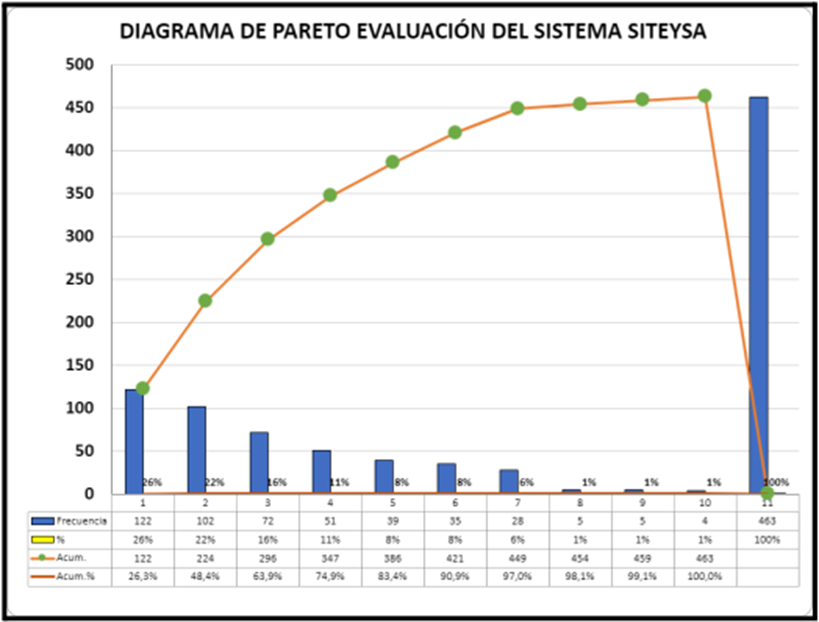 DIAGRAMA DE PARETO EVALUACIÓN DEL SISTEMA SITEYSA
500
450
400
350
300
250
200
150
100
50
0
26% 22% 16% 11% 8% 8% 6% 1% 1% 1% 100%
1 2 3 4 5 6 7 8 9 10 11
Frecuencia 122 102 72 51 39 35 28 5 5 4 463
% 26% 22% 16% 11% 8% 8% 6% 1% 1% 1% 100%
Acum. 122 224 296 347 386 421 449 454 459 463
Acum.% 26,3% 48,4% 63,9% 74,9% 83,4% 90,9% 97,0% 98,1% 99,1% 100,0%